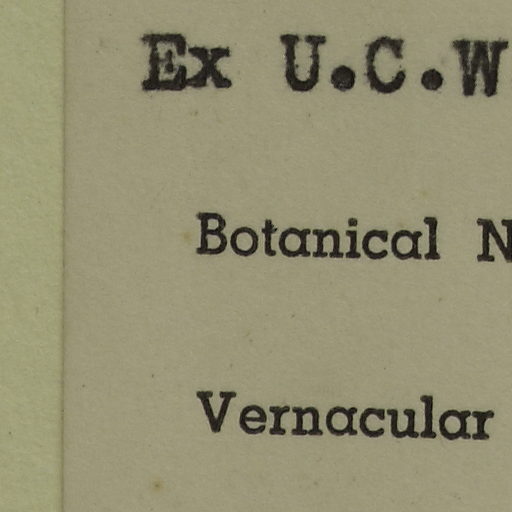 Ex U.C.W
Botanical N
Vernacular